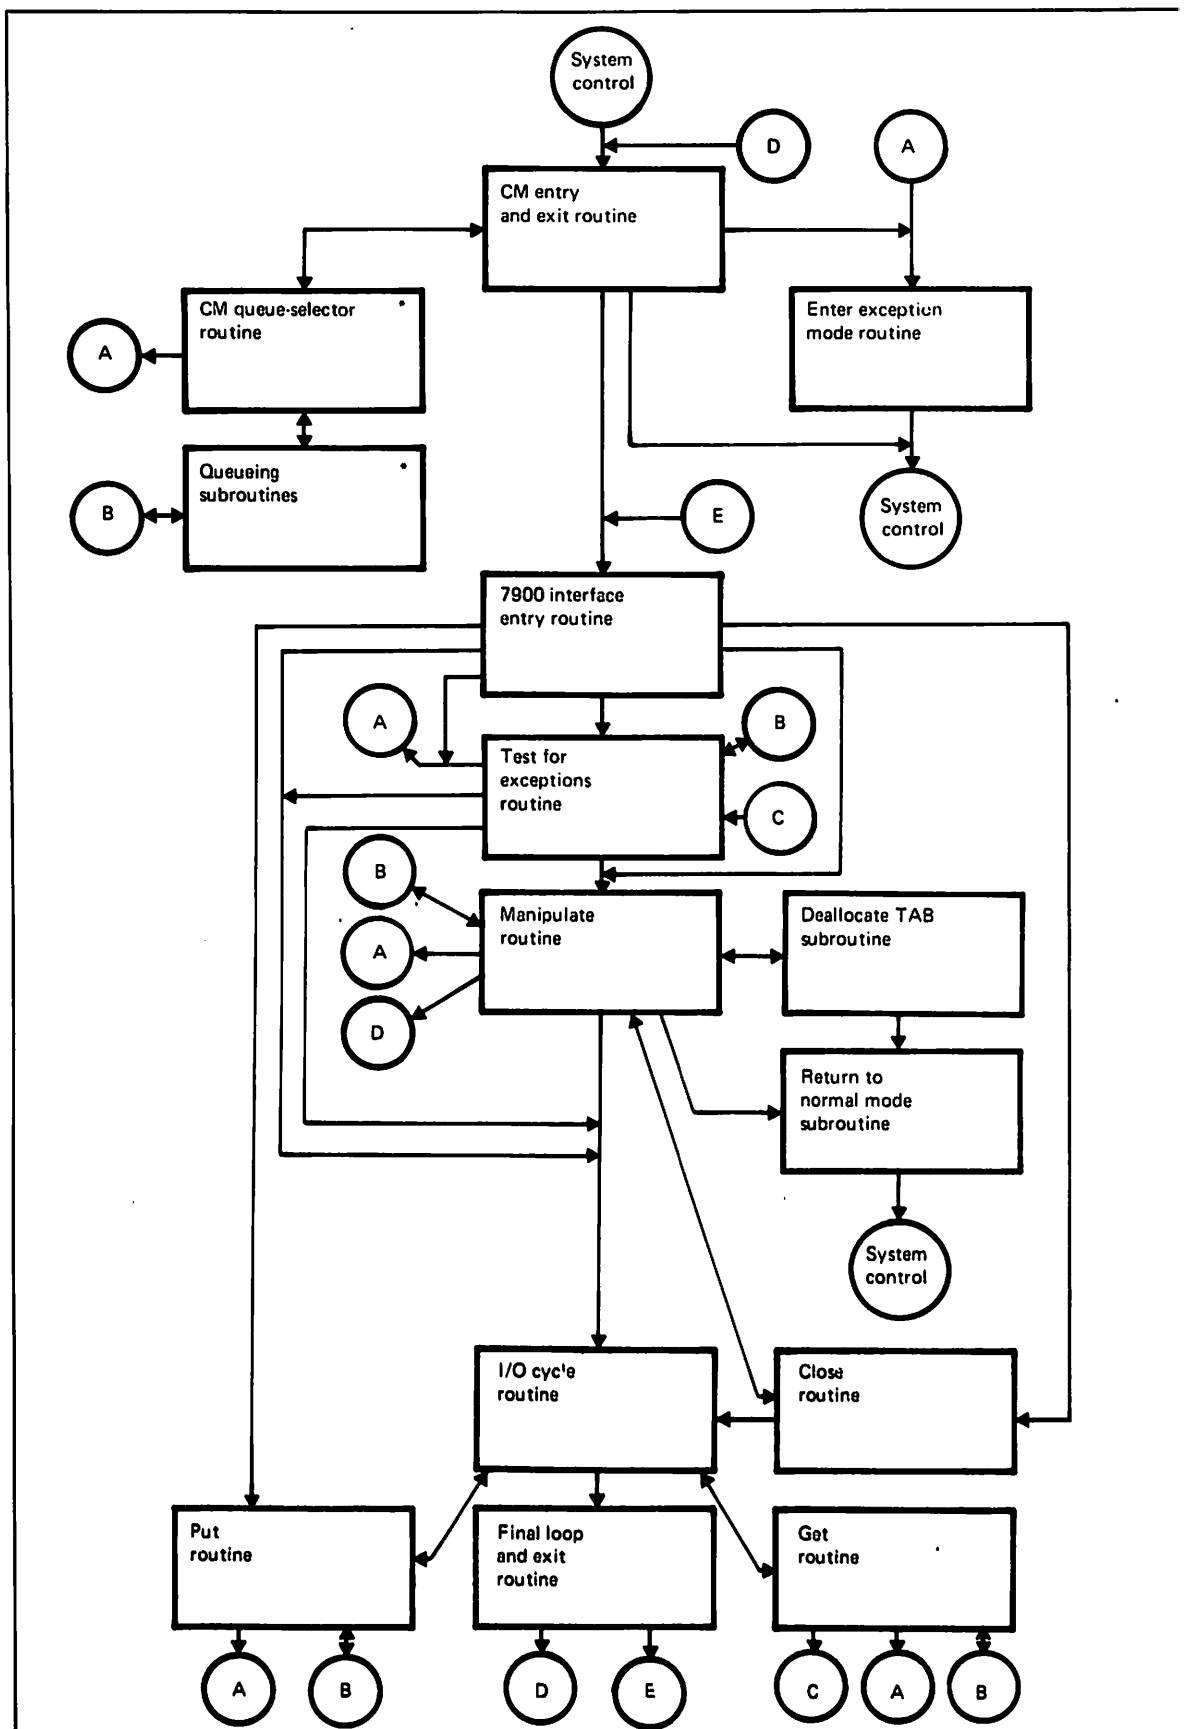 System
control
D
A
CM entry
and exit routine
CM queue-selector
routine
Enter exception
mode routine
A
Queueing
subroutines
B
E
System
control
7900 interface
entry routine
A
B
Test for
exceptions
routine
C
B
Manipulate
routine
Deallocate TAB
subroutine
A
D
Return to
normal mode
subroutine
System
control
I/O cycle
routine
Close
routine
Put
routine
Final loop
and exit
routine
Get
routine
A
B
D
E
C
A
B